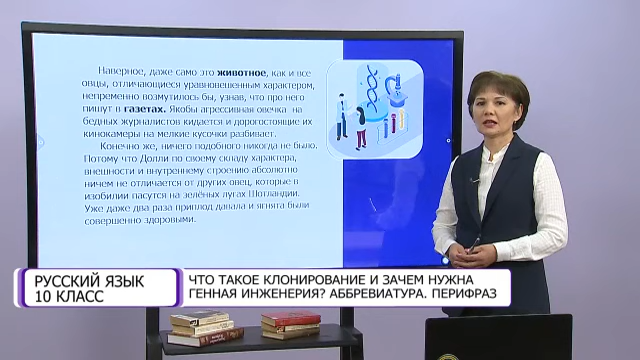 Наверное, даже само это животное, как и все
овцы, отличающиеся уравновешенным характером,
непременно возмутилось бы, узнав, что про него
пишут в газетах. Якобы агрессивная овечка на
бедных журналистов кидается и дорогостоящие их
кинокамеры на мелкие кусочки разбивает.
Конечно же, ничего подобного никогда не было.
Потому что Долли по своему складу характера,
внешности и внутреннему строению абсолютно
ничем не отличается от других овец, которые в
изобилии пасутся на зелёных лугах Шотландии.
Уже даже два раза приплод давала и ягнята были
совершенно здоровыми.
РУССКИЙ ЯЗЫК
10 КЛАСС
ЧТО ТАКОЕ КЛОНИРОВАНИЕ И ЗАЧЕМ НУЖНА
ГЕННАЯ ИНЖЕНЕРИЯ? АББРЕВИАТУРА. ПЕРИФРАЗ